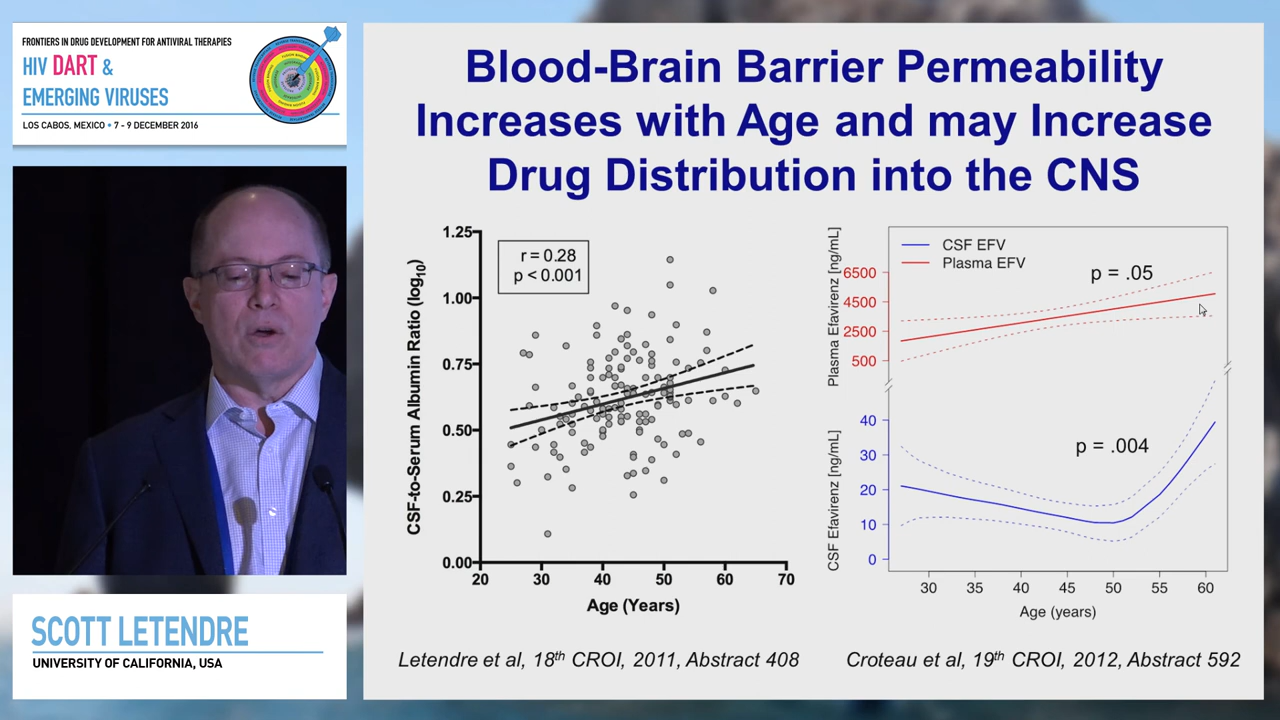 FRONTIERS IN DRUG DEVELOPMENT FOR ANTIVIRAL THERAPIES
HIV DART &
EMERGING VIRUSES
LOS CABOS, MEXICO • 7 - 9 DECEMBER 2016
SCOTT LETENDRE
UNIVERSITY OF CALIFORNIA, USA
Blood-Brain Barrier Permeability
Increases with Age and may Increase
Drug Distribution into the CNS
CSF-to-Serum Albumin Ratio (log10)
1.25
1.00
0.75
0.50
0.25
0.00
r = 0.28
p < 0.001
20 30 40 50 60 70
Age (Years)
Letendre et al, 18th CROI, 2011, Abstract 408
Plasma Efavirenz [ng/mL]
6500
4500
2500
500
CSF EFV
Plasma EFV
p = .05
CSF Efavirenz [ng/mL]
40
30
20
10
0
p = .004
30 35 40 45 50 55 60
Age (years)
Croteau et al, 19th CROI, 2012, Abstract 592